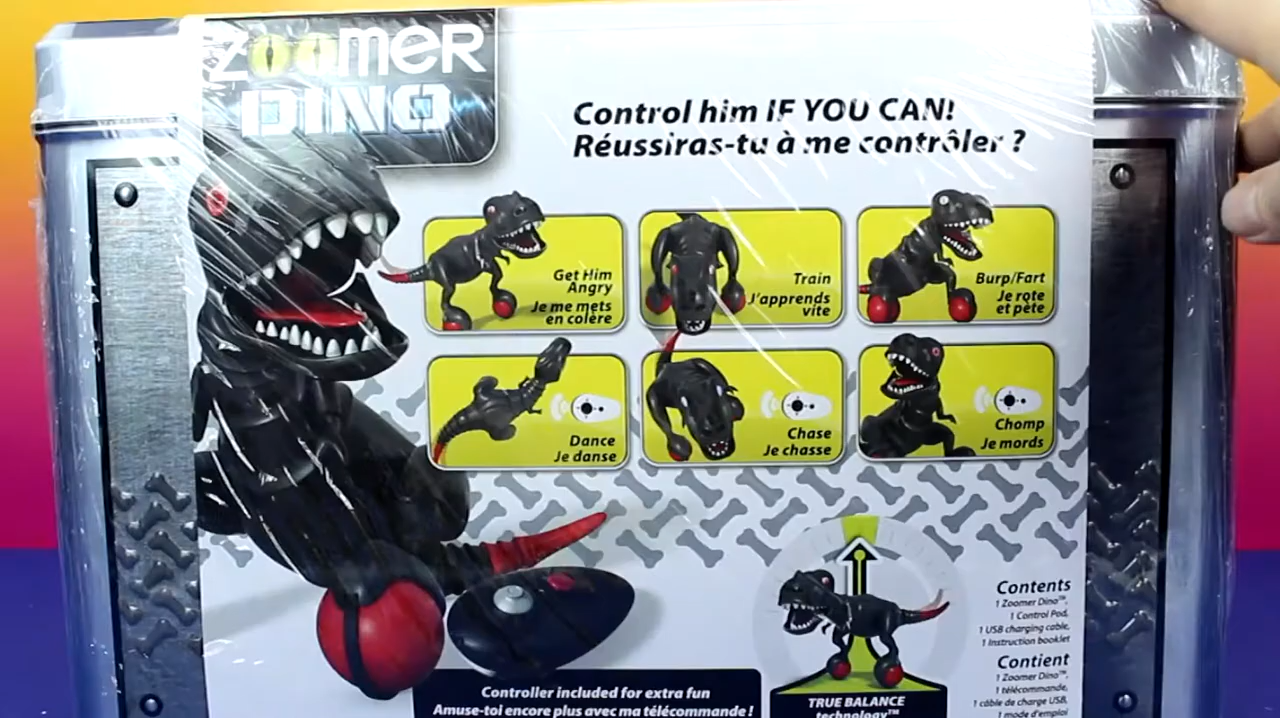 ZOOMER
DINO
Control him IF YOU CAN!
Réussiras-tu à me contrôler ?
Get Him
Angry
Je me mets
en colère
Train
J'apprends
vite
Burp/Fart
Je rote
et pète
Dance
Je danse
Chase
Je chasse
Chomp
Je mords
Controller included for extra fun
Amuse-toi encore plus avec ma télécommande !
TRUE BALANCE
technology™
Contents
1 Zoomer Dino™,
1 Control Pod,
1 USB charging cable,
1 Instruction booklet
Contient
1 Zoomer Dino™,
1 télécommande,
1 câble de charge USB,
1 mode d'emploi